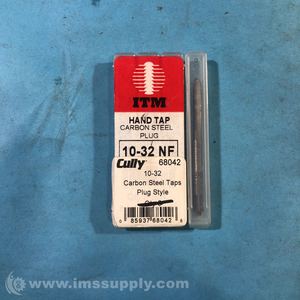 ITM
HAND TAP
CARBON STEEL
PLUG
10-32 NF
Cully 68042
10-32
Carbon Steel Taps
Plug Style
0 85937 68042
© www.imssupply.com